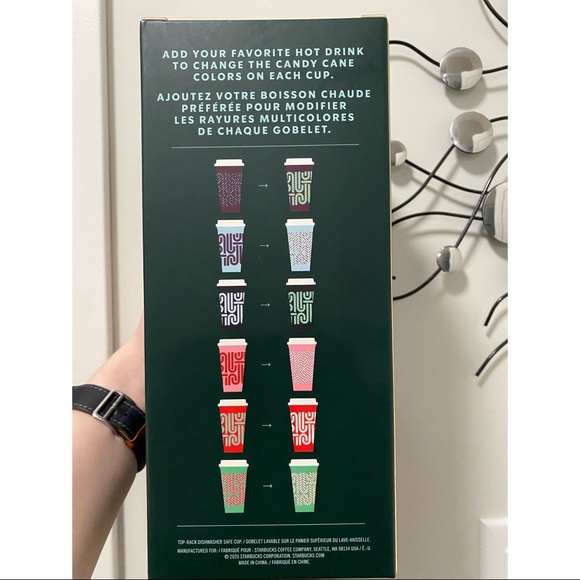 ADD YOUR FAVORITE HOT DRINK
TO CHANGE THE CANDY CANE
COLORS ON EACH CUP.
AJOUTEZ VOTRE BOISSON CHAUDE
PRÉFÉRÉE POUR MODIFIER
LES RAYURES MULTICOLORES
DE CHAQUE GOBELET.
TOP-RACK DISHWASHER SAFE CUP. / GOBELET LAVABLE SUR LE PANIER SUPÉRIEUR DU LAVE-VAISSELLE.
MANUFACTURED FOR: / FABRIQUÉ POUR : STARBUCKS COFFEE COMPANY, SEATTLE, WA 98134 USA / É.-U.
© 2020 STARBUCKS CORPORATION. STARBUCKS.COM
MADE IN CHINA. / FABRIQUÉ EN CHINE.